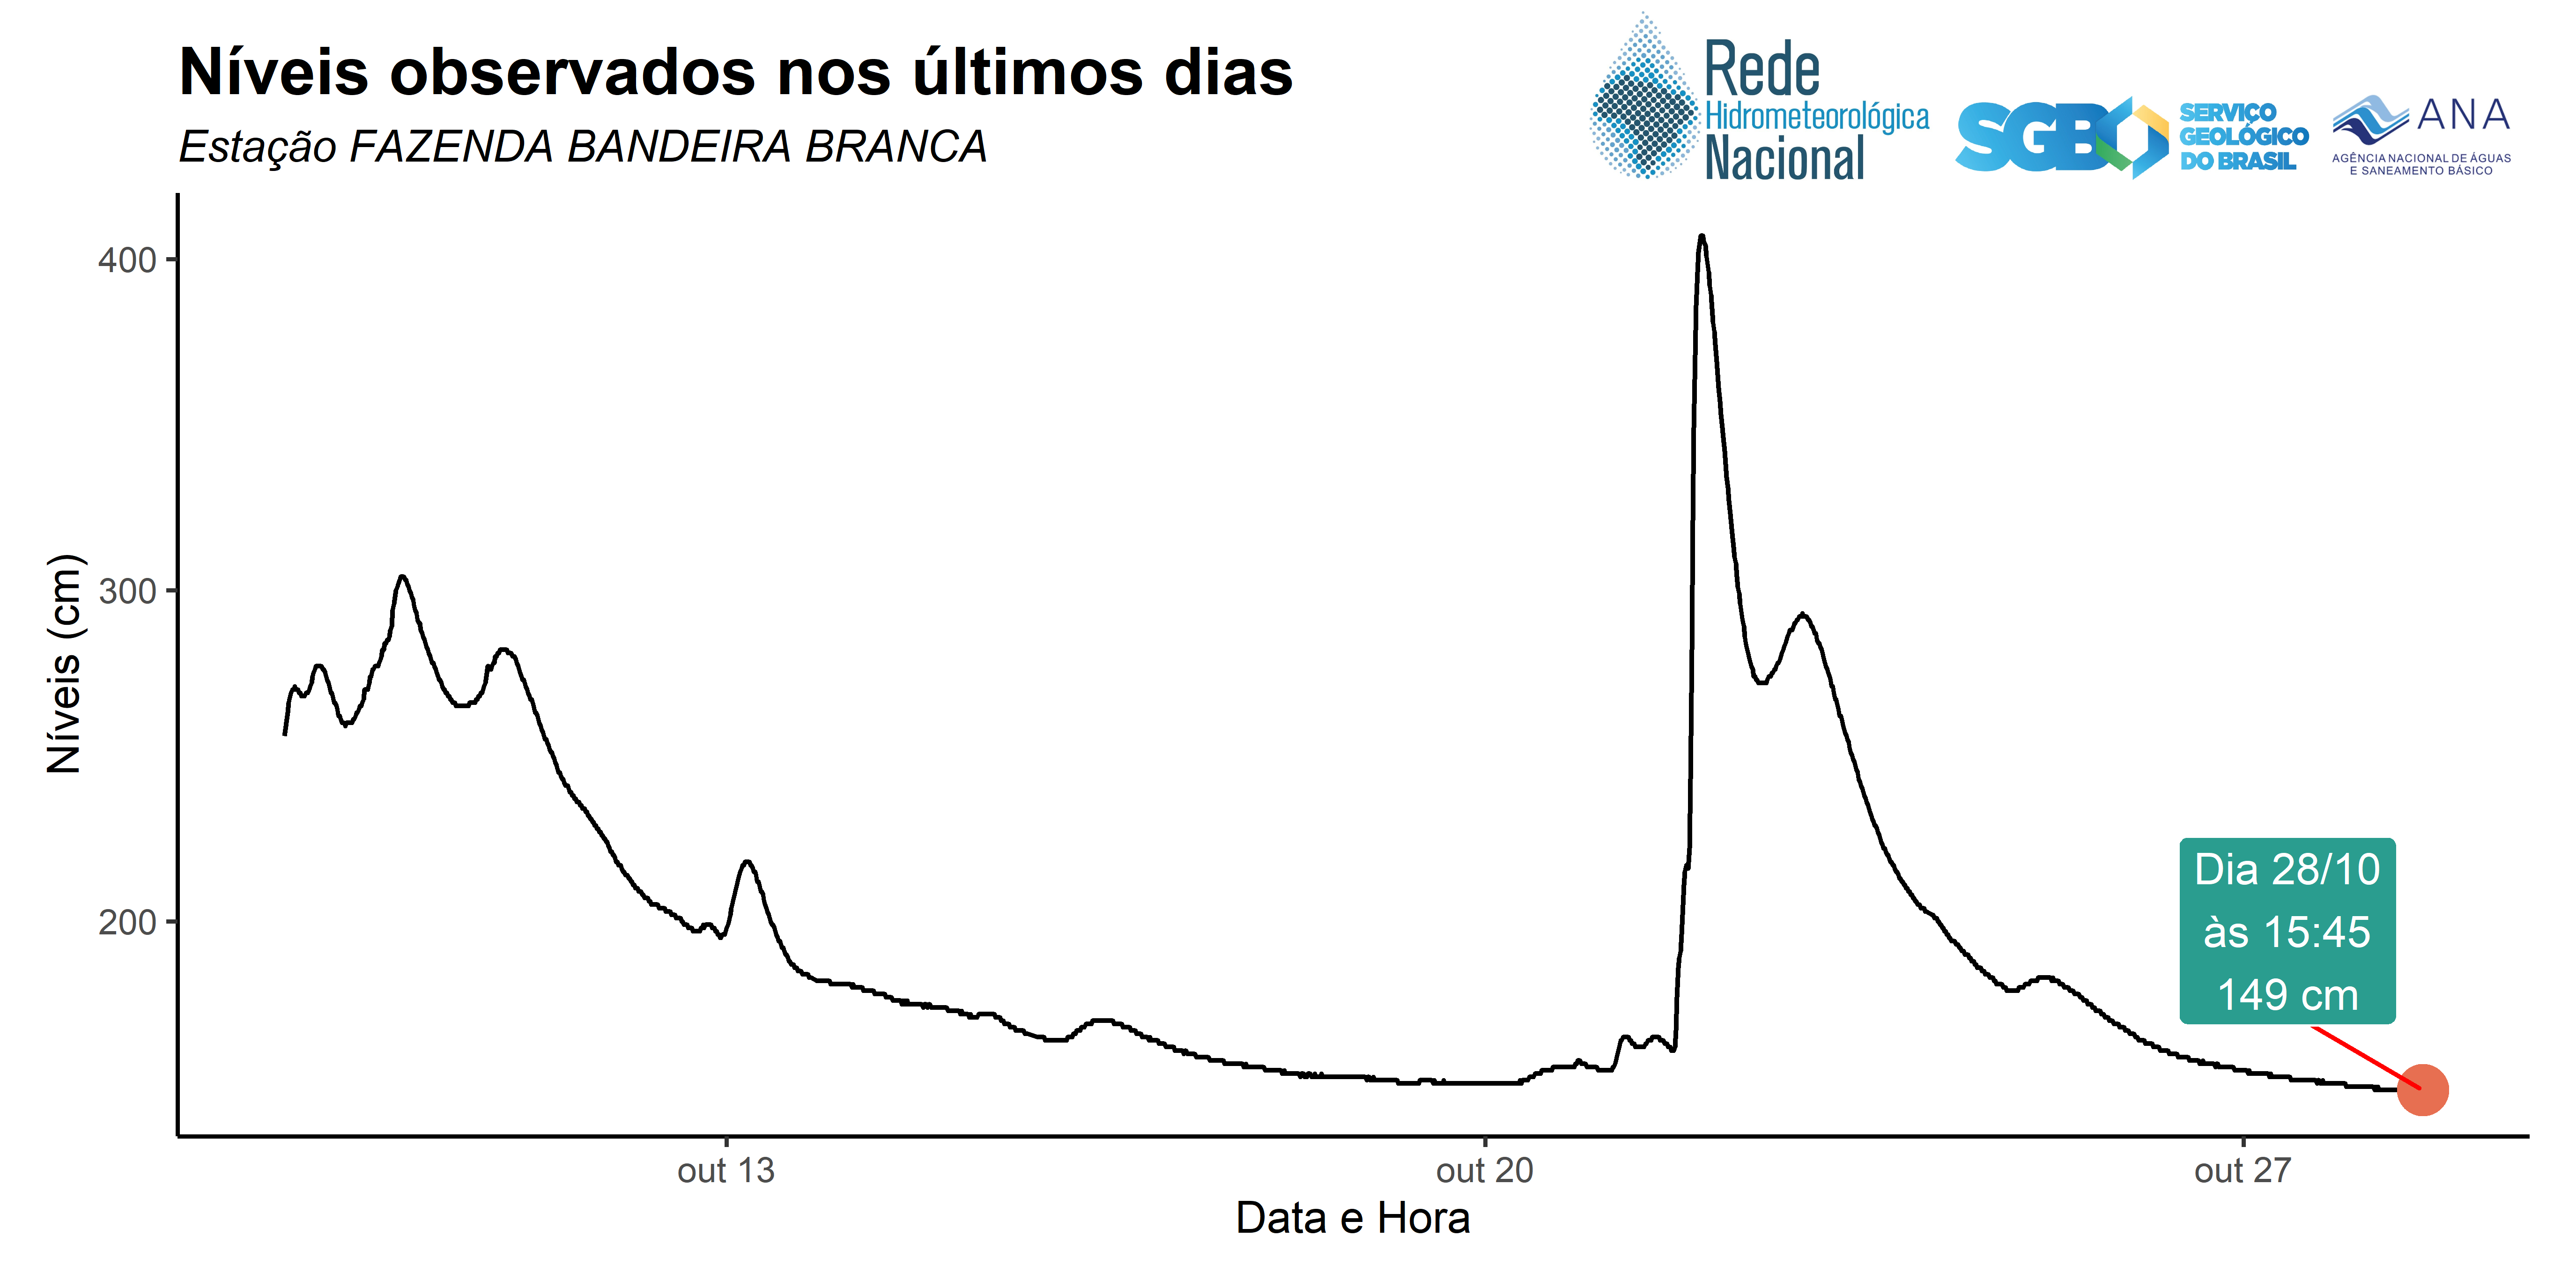 Níveis observados nos últimos dias
Estação FAZENDA BANDEIRA BRANCA
Rede
Hidrometeorológica
Nacional
SGB
SERVIÇO
GEOLÓGICO
DO BRASIL
ANA
AGÊNCIA NACIONAL DE ÁGUAS
E SANEAMENTO BÁSICO
Níveis (cm)
400
300
200
Dia 28/10
às 15:45
149 cm
out 13
out 20
out 27
Data e Hora